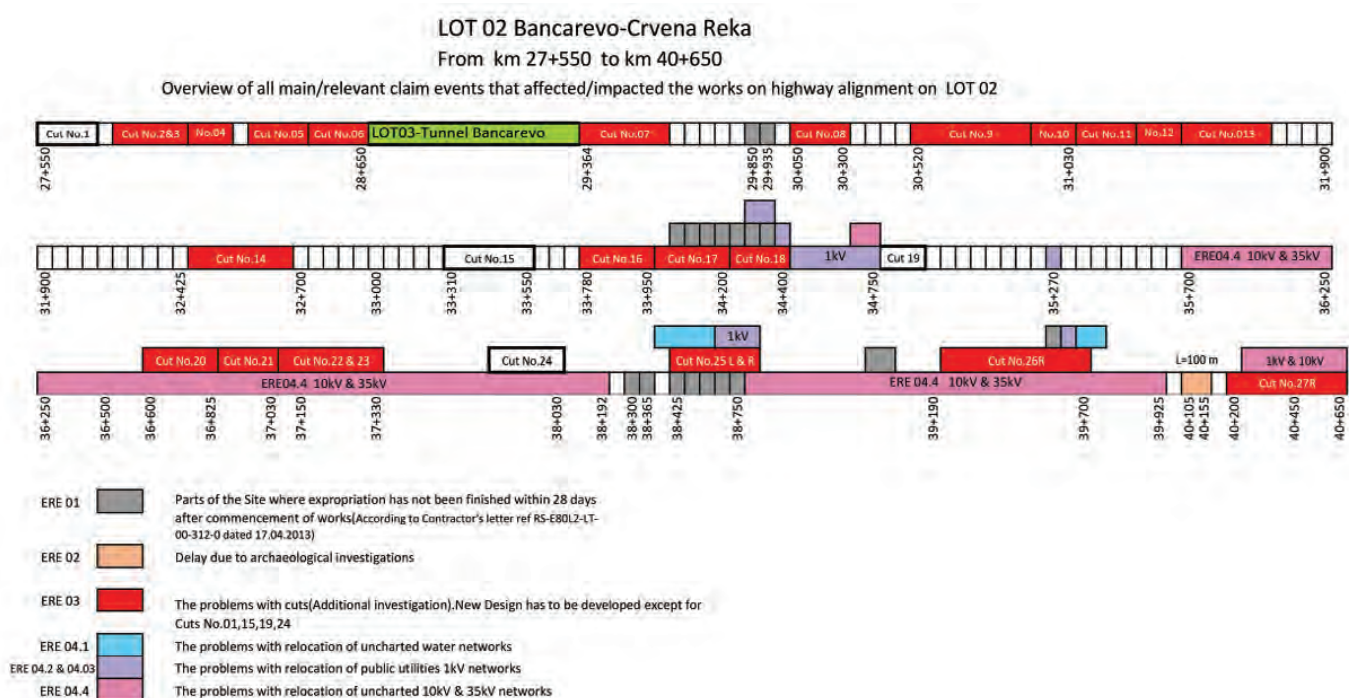 LOT 02 Bancarevo-Crvena Reka
From km 27+550 to km 40+650
Overview of all main/relevant claim events that affected/impacted the works on highway alignment on LOT 02
Cut No.1 Cut No.2&3 No.04 Cut No.05 Cut No.06 LOT03-Tunnel Bancarevo Cut No.07 Cut No.08 Cut No.9 No.10 Cut No.11 No.12 Cut No.013
27+550 28+650 29+364 29+850 29+935 30+050 30+300 30+520 31+030 31+900
Cut No.14 Cut No.15 Cut No.16 Cut No.17 Cut No.18 1kV Cut 19 ERE04.4 10kV & 35kV
31+900 32+425 32+700 33+000 33+310 33+550 33+780 33+950 34+200 34+400 34+750 35+270 35+700 36+250
1kV
Cut No.20 Cut No.21 Cut No.22 & 23 Cut No.24 Cut No.25 L & R Cut No.26R L=100 m 1kV & 10kV
ERE04.4 10kV & 35kV ERE 04.4 10kV & 35kV Cut No.27R
36+250 36+500 36+600 36+825 37+030 37+150 37+330 38+030 38+192 38+300 38+365 38+425 38+750 39+190 39+700 39+925 40+105 40+155 40+200 40+450 40+650
ERE 01 Parts of the Site where expropriation has not been finished within 28 days
after commencement of works(According to Contractor's letter ref RS-E80L2-LT-
00-312-0 dated 17.04.2013)
ERE 02 Delay due to archaeological investigations
ERE 03 The problems with cuts(Additional investigation).New Design has to be developed except for
Cuts No.01,15,19,24
ERE 04.1 The problems with relocation of uncharted water networks
ERE 04.2 & 04.03 The problems with relocation of public utilities 1kV networks
ERE 04.4 The problems with relocation of uncharted 10kV & 35kV networks